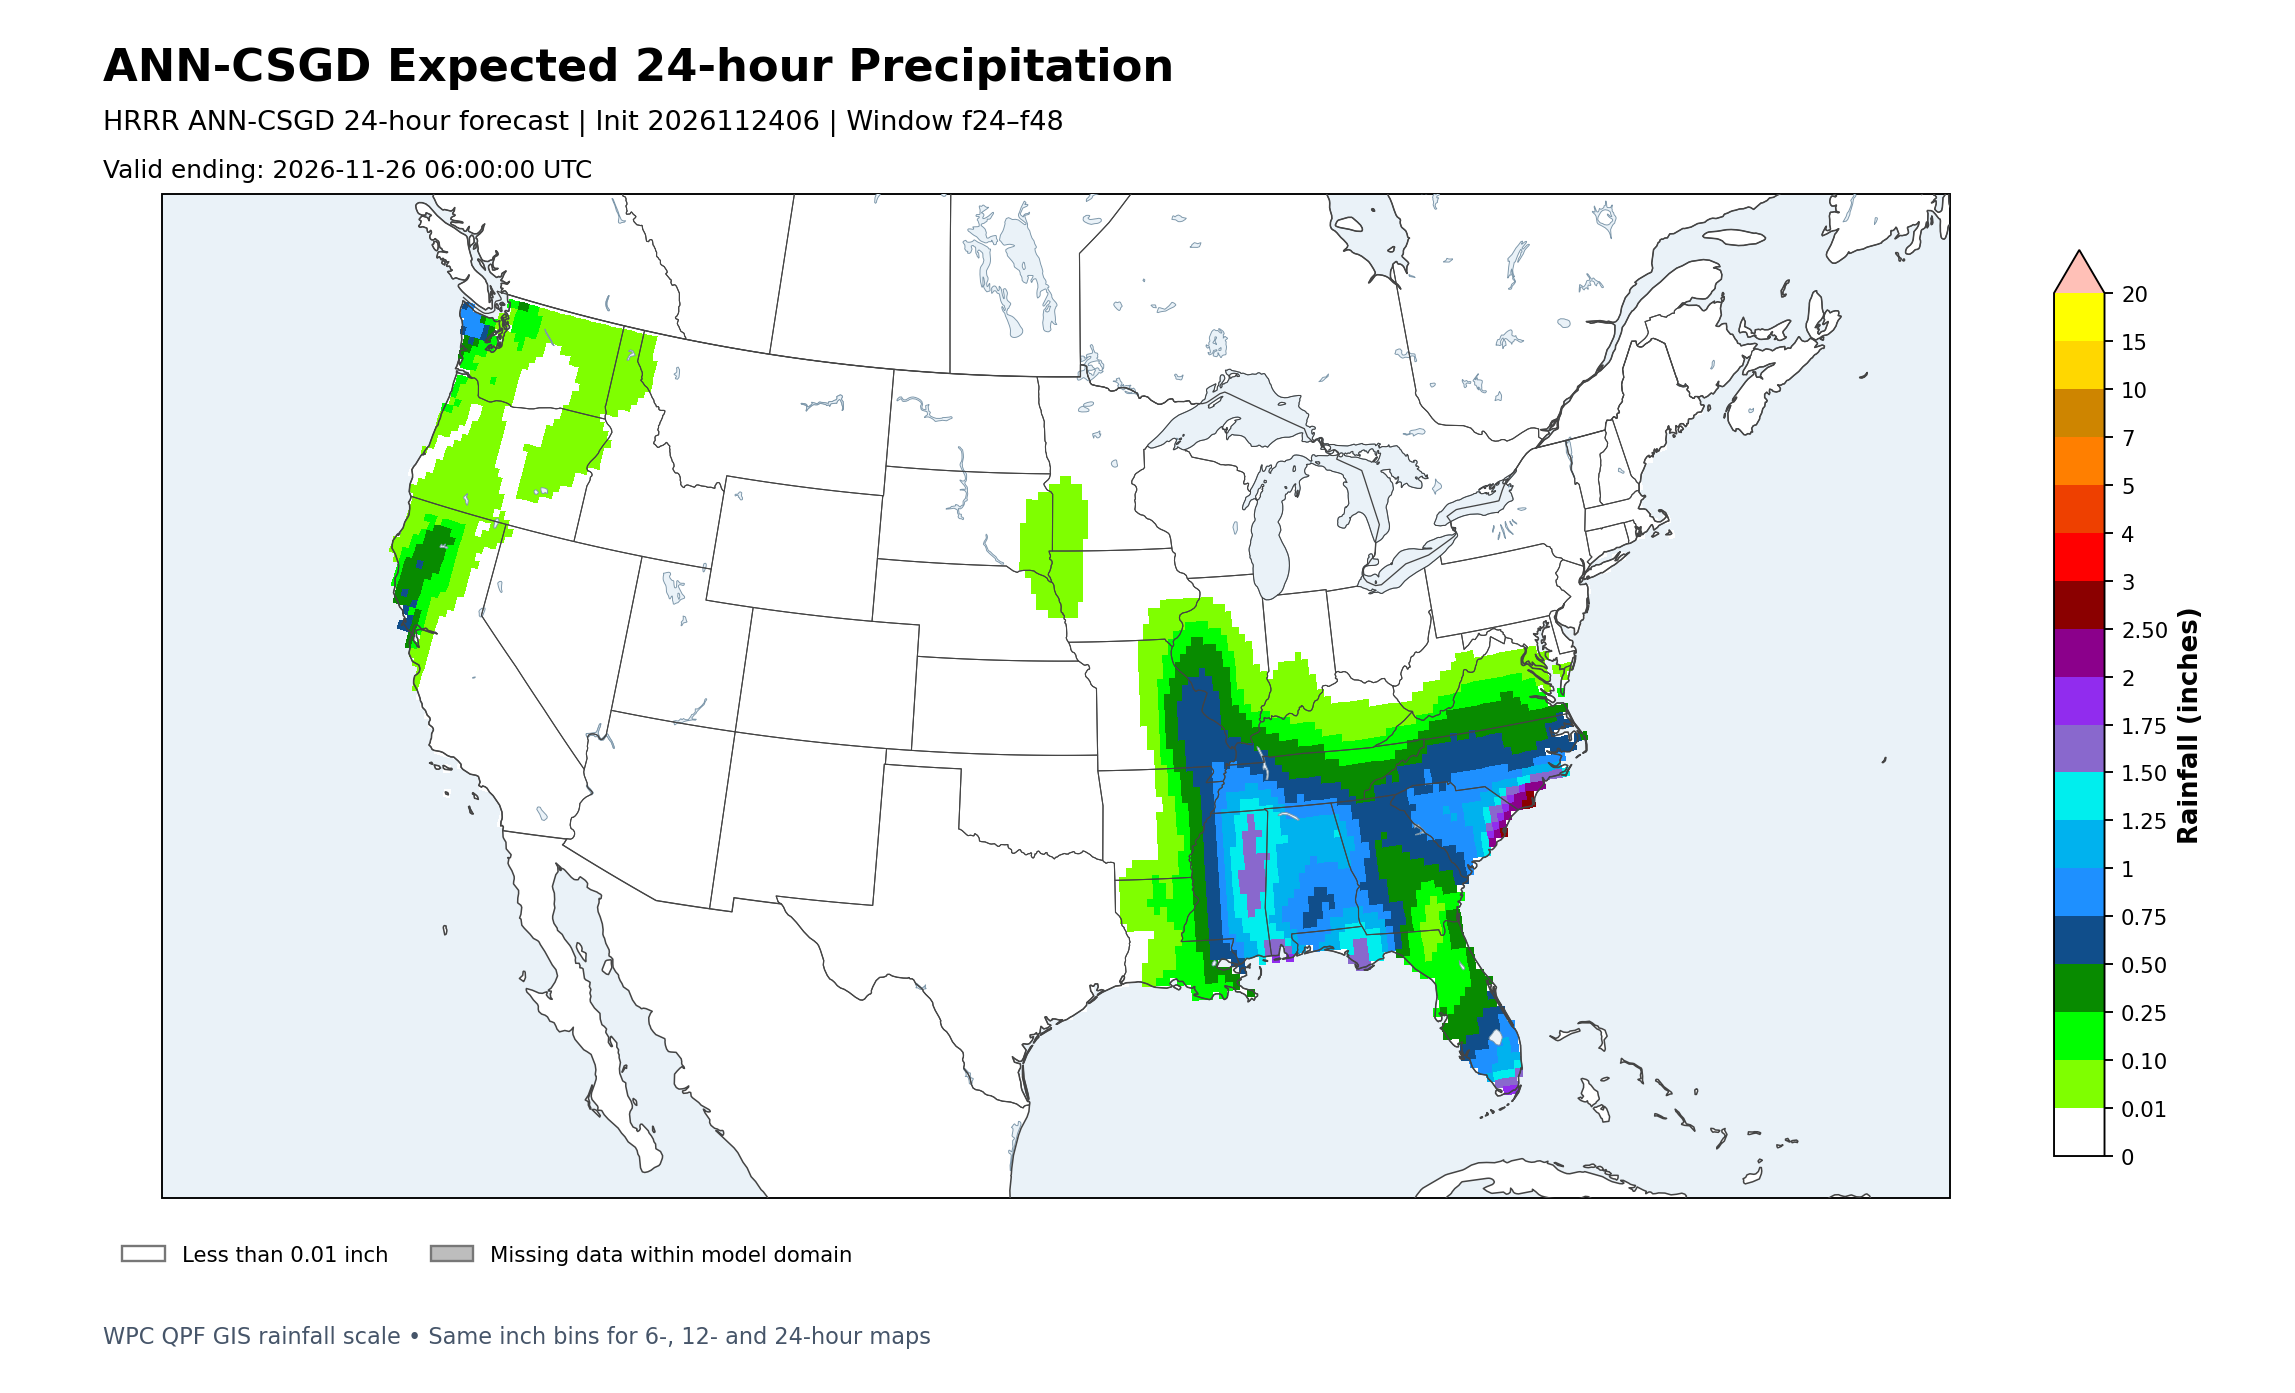 ANN-CSGD Expected 24-hour Precipitation
HRRR ANN-CSGD 24-hour forecast | Init 2026112406 | Window f24–f48
Valid ending: 2026-11-26 06:00:00 UTC
20
15
10
7
5
4
3
2.50
2
1.75
1.50
1.25
1
0.75
0.50
0.25
0.10
0.01
0
Rainfall (inches)
Less than 0.01 inch
Missing data within model domain
WPC QPF GIS rainfall scale • Same inch bins for 6-, 12- and 24-hour maps